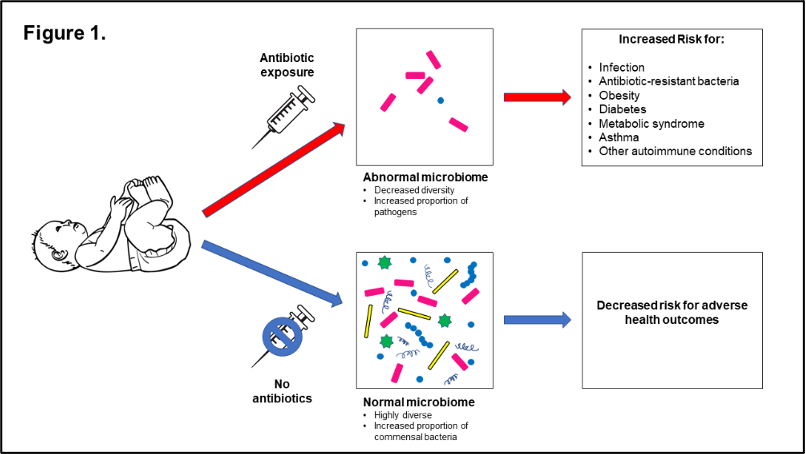 Figure 1.
Antibiotic
exposure
Abnormal microbiome
• Decreased diversity
• Increased proportion of
pathogens
Increased Risk for:
• Infection
• Antibiotic-resistant bacteria
• Obesity
• Diabetes
• Metabolic syndrome
• Asthma
• Other autoimmune conditions
No
antibiotics
Normal microbiome
• Highly diverse
• Increased proportion of
commensal bacteria
Decreased risk for adverse
health outcomes